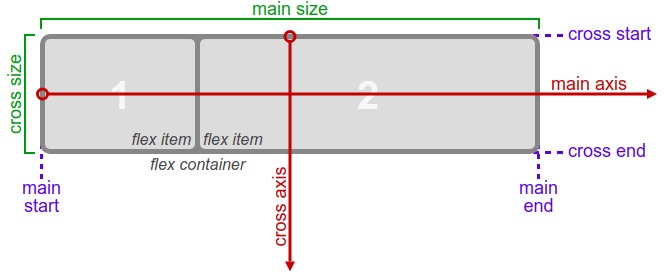 main size
cross start
cross size
1
2
main axis
flex item
flex item
cross end
flex container
cross axis
main
start
main
end